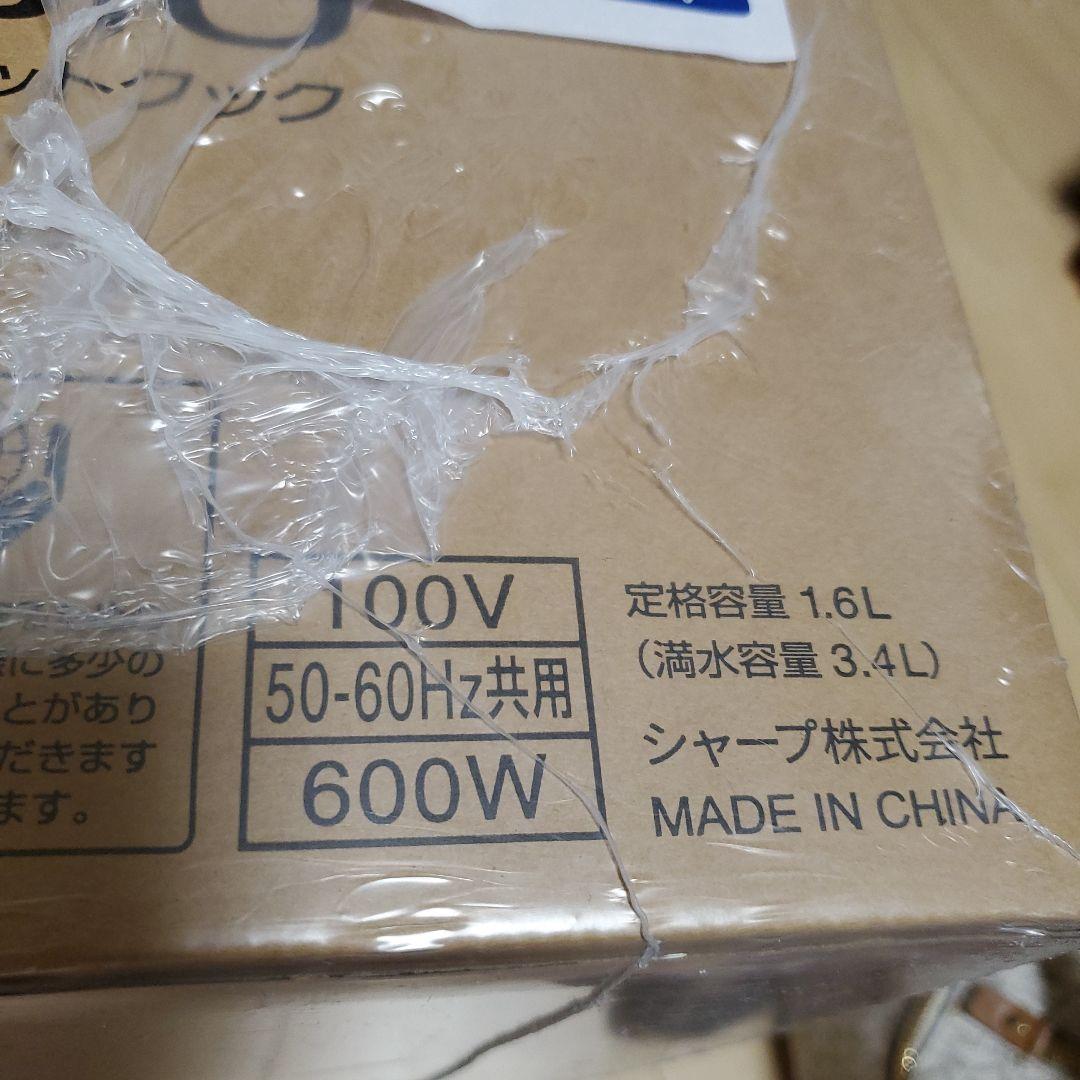 ットクック
際に多少の
とがあり
だきます
ます。
100V
50-60Hz共用
600W
定格容量 1.6L
(満水容量 3.4L)
シャープ株式会社
MADE IN CHINA